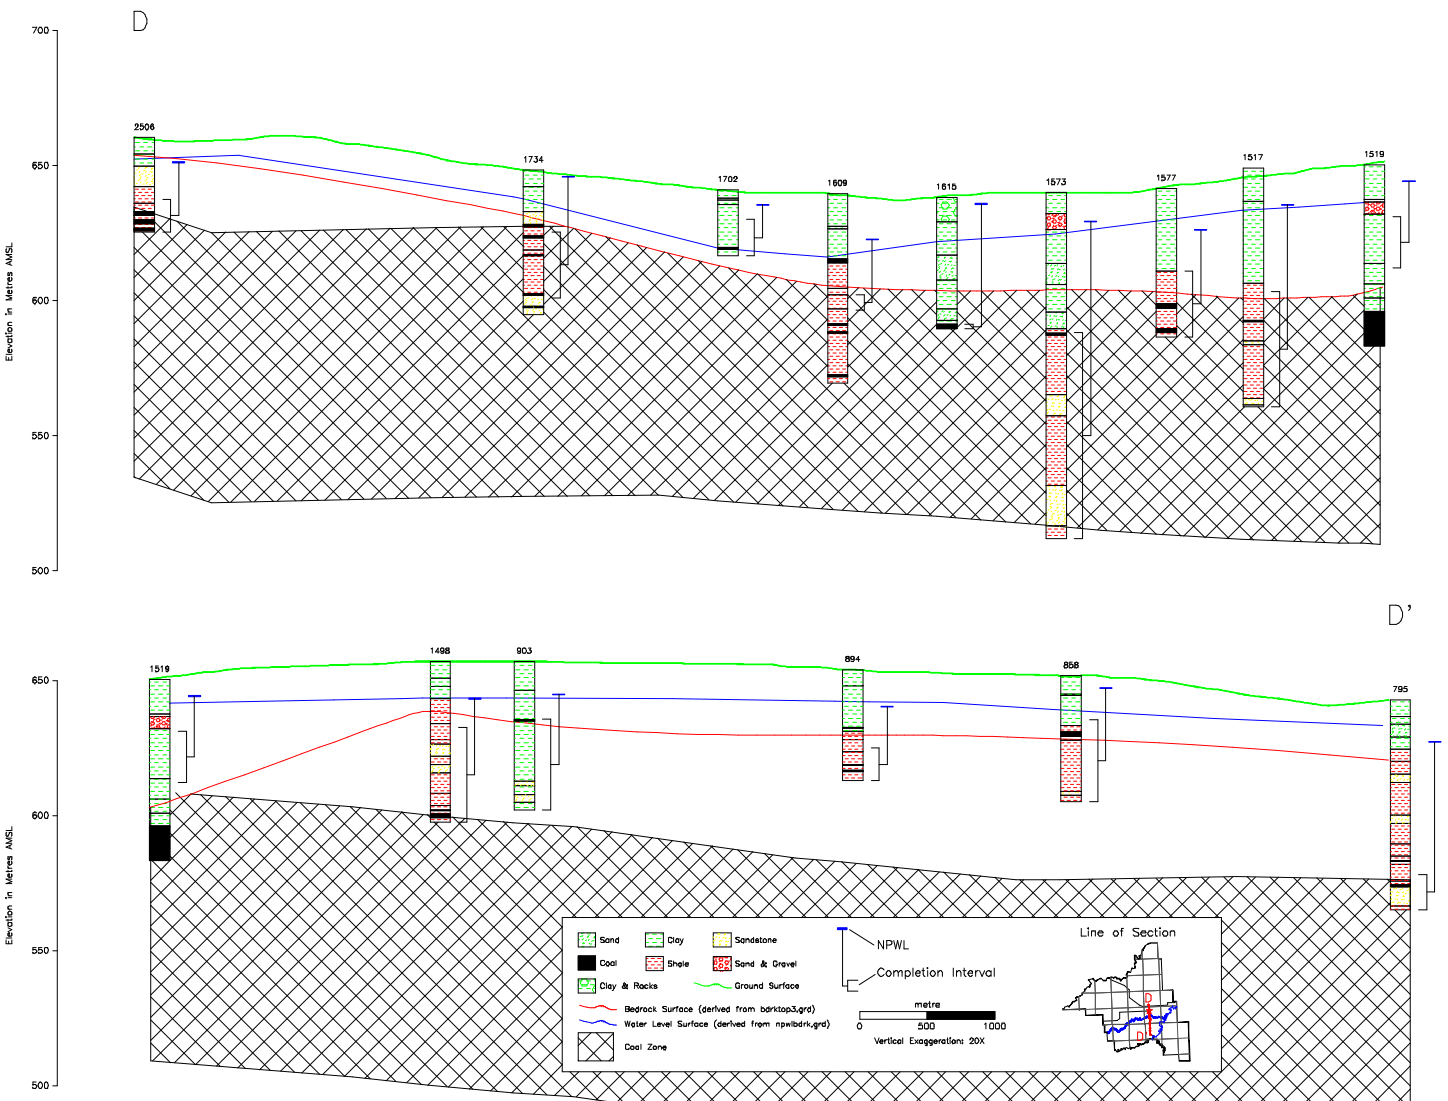 D
700
2506
1734
1702
1609
1615
1573
1577
1517
1519
650
600
550
500
Elevation in Metres AMSL
D'
1519
1498
903
894
858
795
650
600
550
500
Elevation in Metres AMSL
Sand
Clay
Sandstone
Coal
Shale
Sand & Gravel
Clay & Rocks
Ground Surface
Bedrock Surface (derived from bdrktop3.grd)
Water Level Surface (derived from npwlbdrk.grd)
Coal Zone
NPWL
Completion Interval
metre
0 500 1000
Vertical Exaggeration: 20X
Line of Section
D
D'